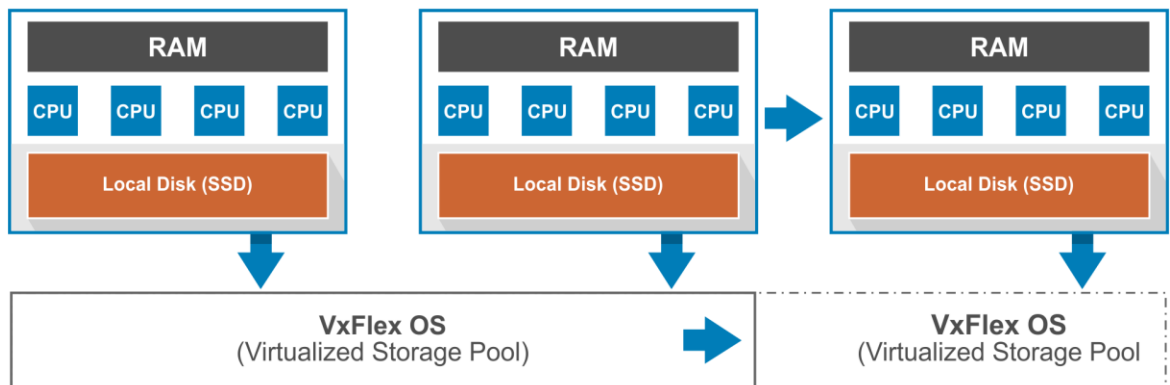 RAM
CPU CPU CPU CPU
Local Disk (SSD)
RAM
CPU CPU CPU CPU
Local Disk (SSD)
RAM
CPU CPU CPU CPU
Local Disk (SSD)
VxFlex OS
(Virtualized Storage Pool)
VxFlex OS
(Virtualized Storage Pool